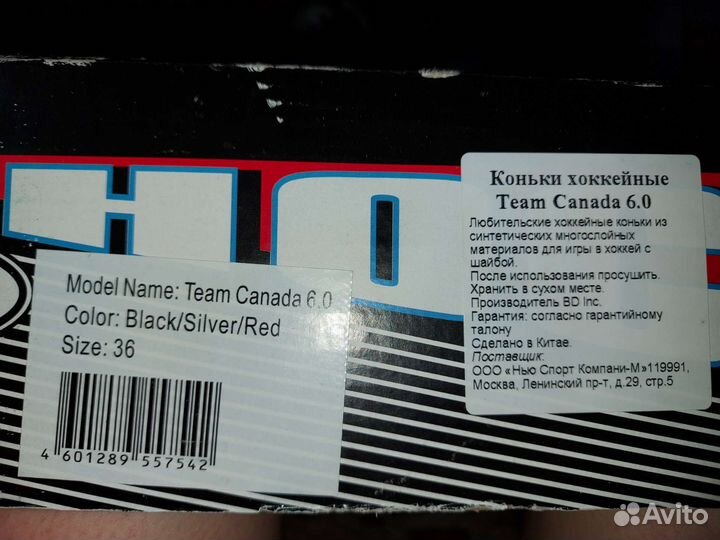 HO
Model Name: Team Canada 6.0
Color: Black/Silver/Red
Size: 36
4 601289 557542
Коньки хоккейные
Team Canada 6.0
Любительские хоккейные коньки из
синтетических многослойных
материалов для игры в хоккей с
шайбой.
После использования просушить.
Хранить в сухом месте.
Производитель BD Inc.
Гарантия: согласно гарантийному
талону
Сделано в Китае.
Поставщик:
ООО «Нью Спорт Компани-М»119991,
Москва, Ленинский пр-т, д.29, стр.5
Avito